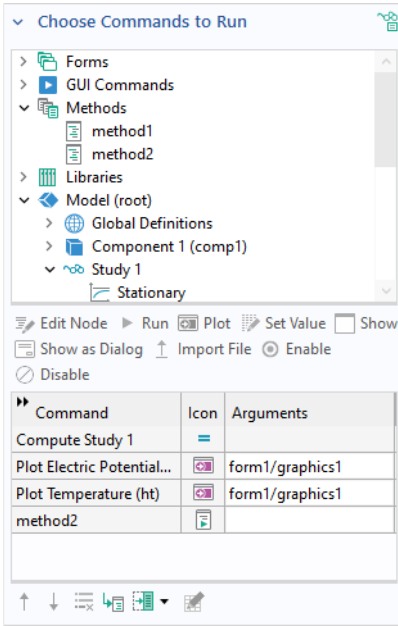 Choose Commands to Run
Forms
GUI Commands
Methods
method1
method2
Libraries
Model (root)
Global Definitions
Component 1 (comp1)
Study 1
Stationary
Edit Node Run Plot Set Value Show
Show as Dialog Import File Enable
Disable
Command Icon Arguments
Compute Study 1
Plot Electric Potential... form1/graphics1
Plot Temperature (ht) form1/graphics1
method2